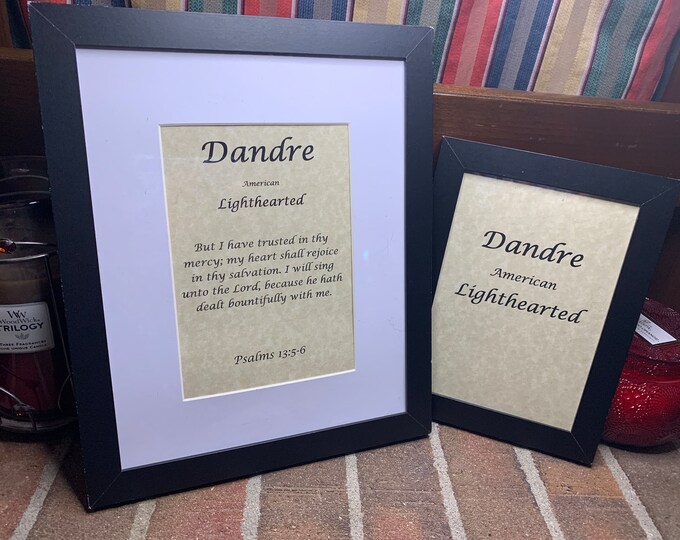 Dandre
American
Lighthearted
But I have trusted in thy
mercy; my heart shall rejoice
in thy salvation. I will sing
unto the Lord, because he hath
dealt bountifully with me.
Psalms 13:5-6
Dandre
American
Lighthearted
WoodWick
TRILOGY